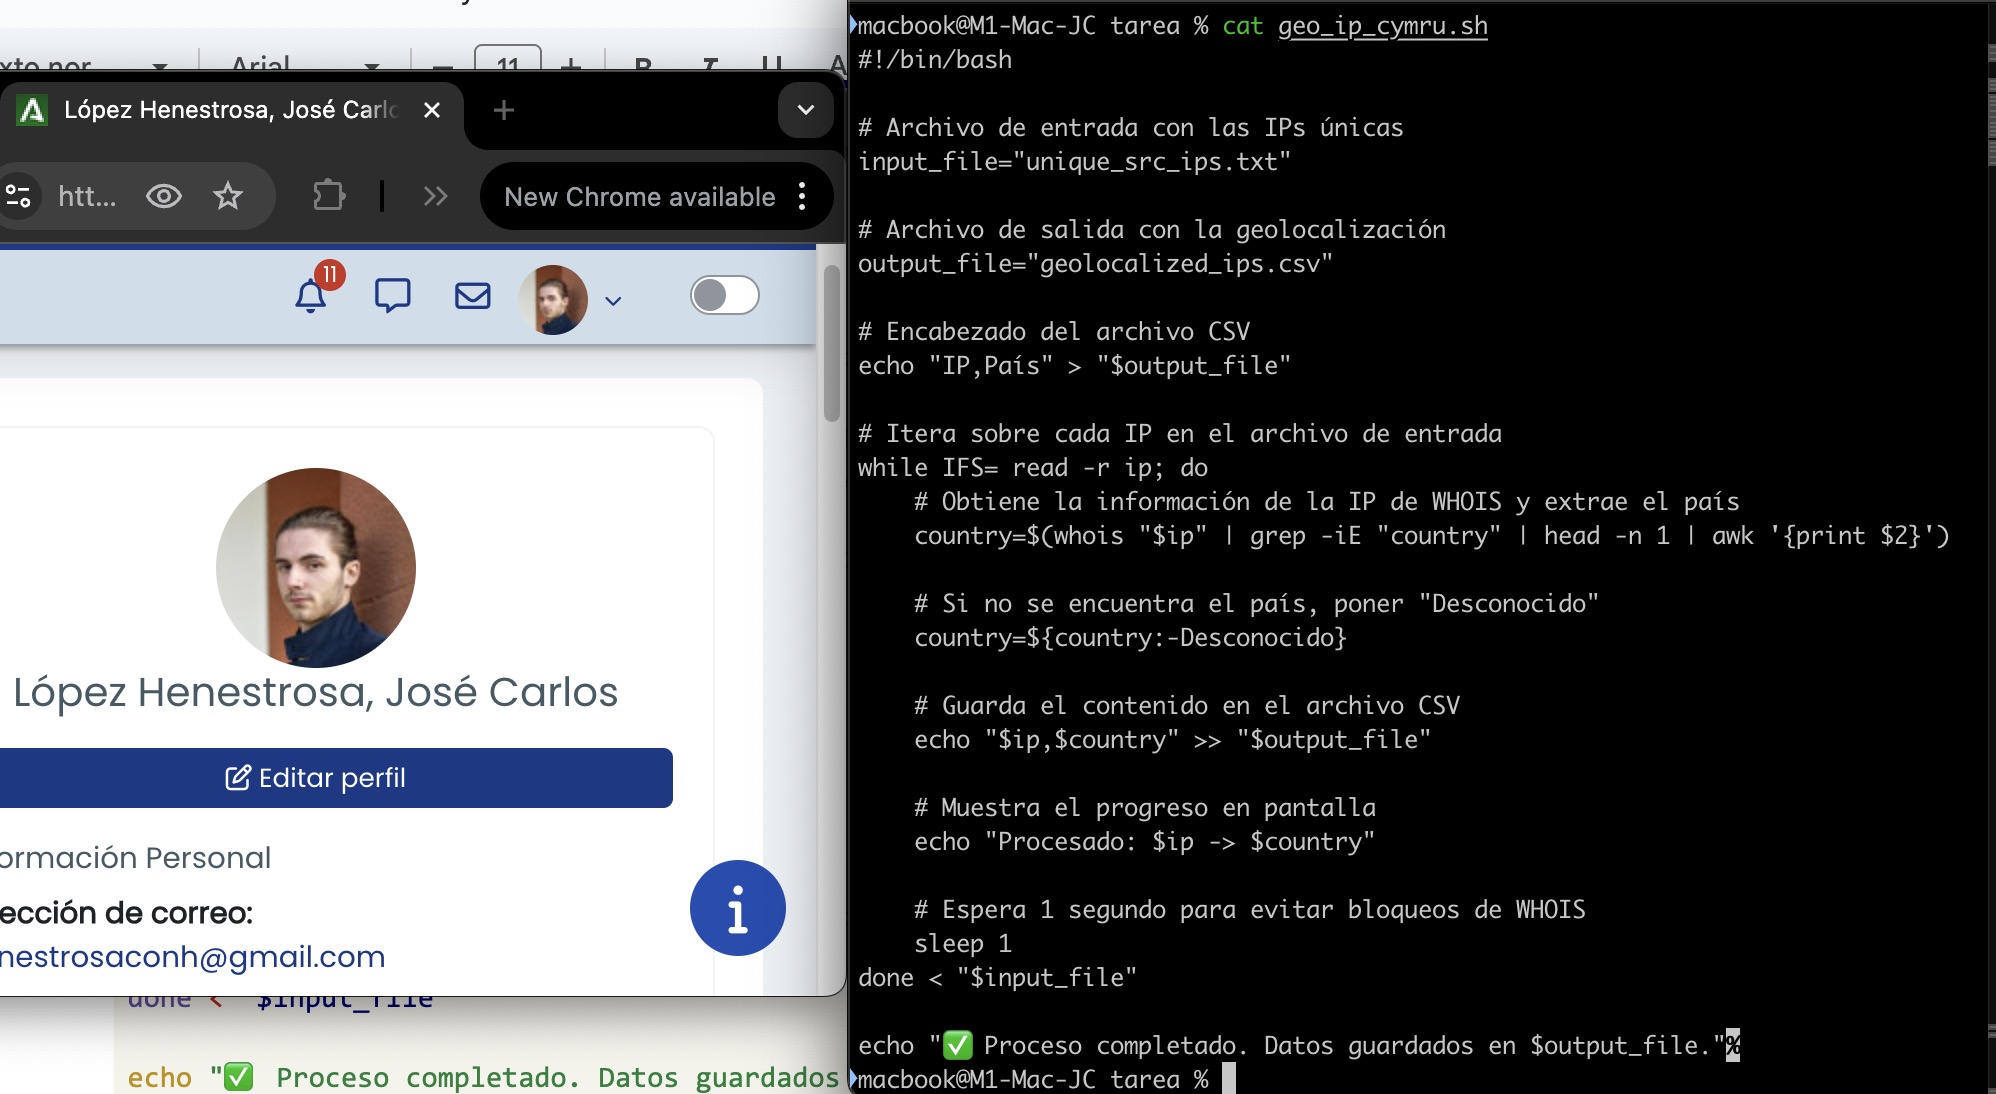 Arial
11
López Henestrosa, José Carlo
htt...
New Chrome available
11
López Henestrosa, José Carlos
Editar perfil
ormación Personal
ección de correo:
nestrosaconh@gmail.com
done < "$input_file"
echo "✅ Proceso completado. Datos guardados
macbook@M1-Mac-JC tarea % cat geo_ip_cymru.sh
#!/bin/bash
# Archivo de entrada con las IPs únicas
input_file="unique_src_ips.txt"
# Archivo de salida con la geolocalización
output_file="geolocalized_ips.csv"
# Encabezado del archivo CSV
echo "IP,País" > "$output_file"
# Itera sobre cada IP en el archivo de entrada
while IFS= read -r ip; do
    # Obtiene la información de la IP de WHOIS y extrae el país
    country=$(whois "$ip" | grep -iE "country" | head -n 1 | awk '{print $2}')
    # Si no se encuentra el país, poner "Desconocido"
    country=${country:-Desconocido}
    # Guarda el contenido en el archivo CSV
    echo "$ip,$country" >> "$output_file"
    # Muestra el progreso en pantalla
    echo "Procesado: $ip -> $country"
    # Espera 1 segundo para evitar bloqueos de WHOIS
    sleep 1
done < "$input_file"
echo "✅ Proceso completado. Datos guardados en $output_file."%
macbook@M1-Mac-JC tarea %